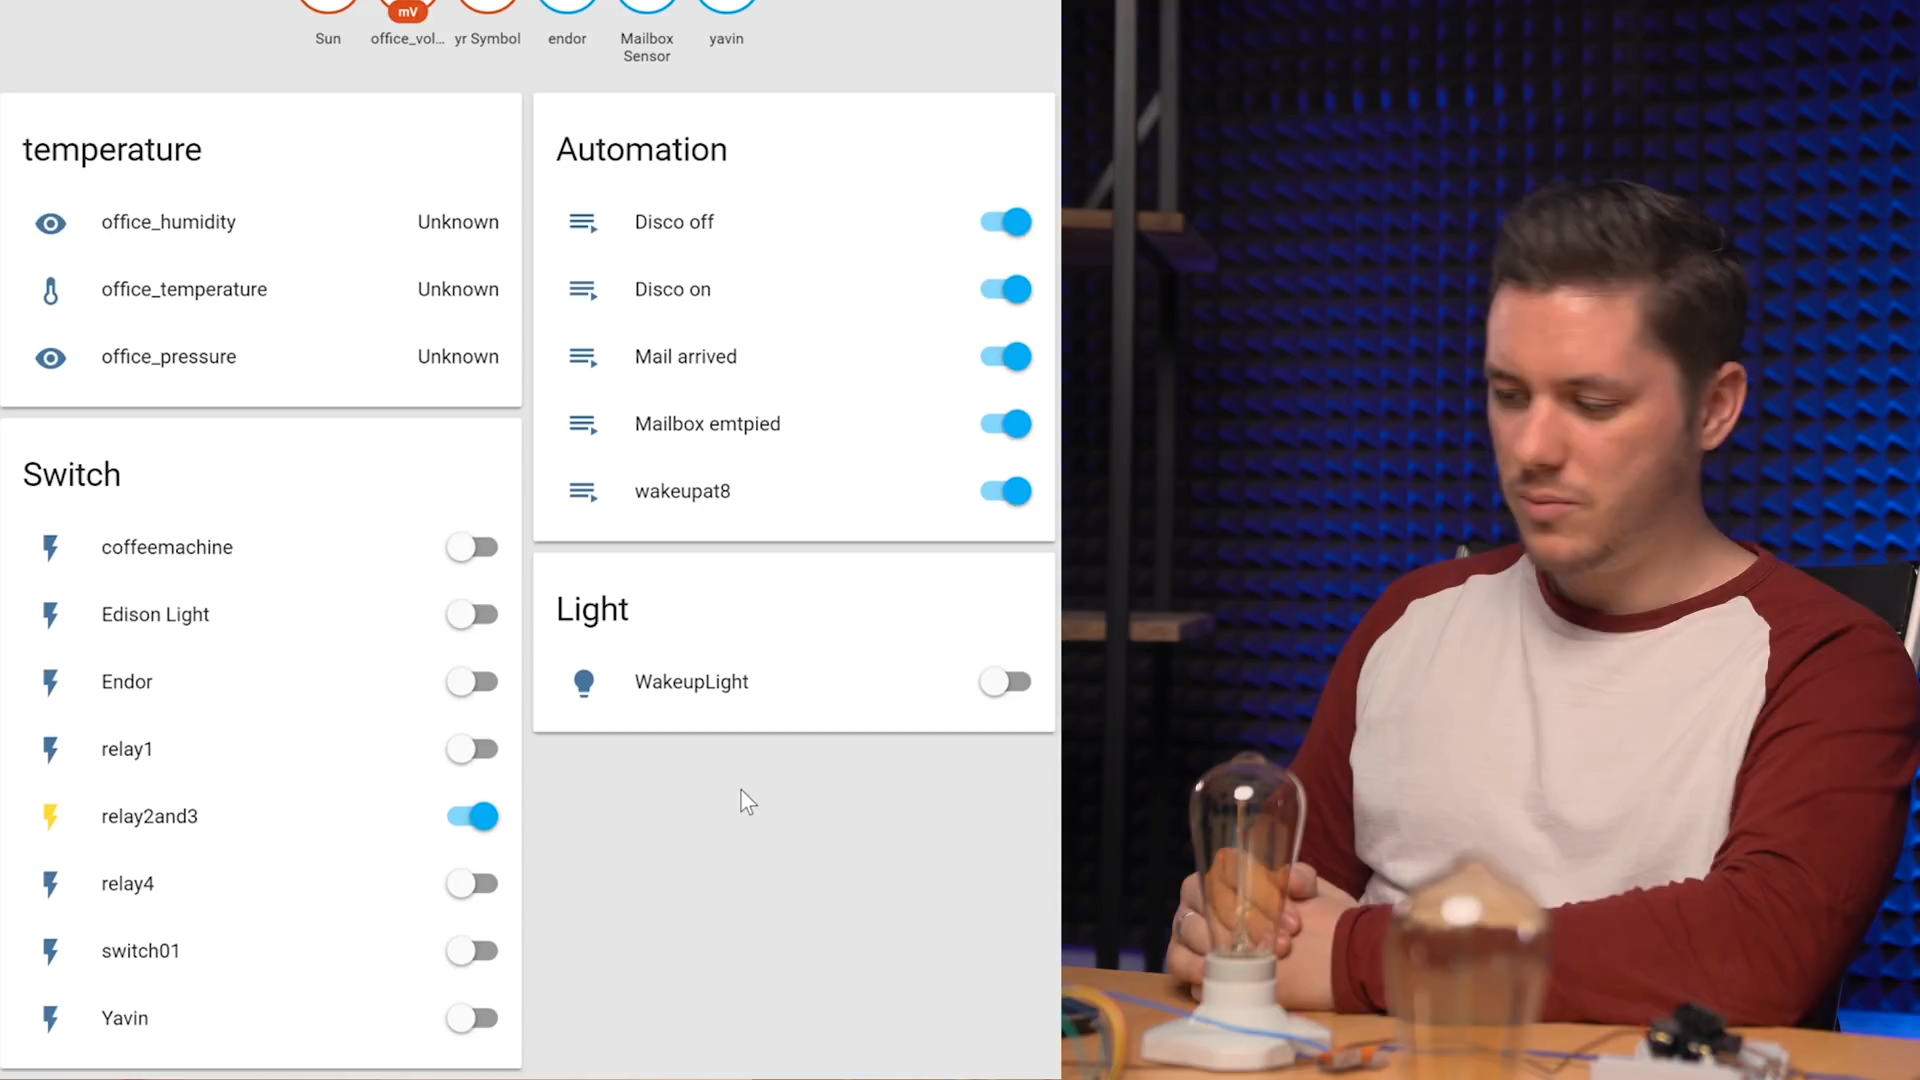 mV
Sun
office_vol...
yr Symbol
endor
Mailbox
Sensor
yavin
temperature
office_humidity
Unknown
office_temperature
Unknown
office_pressure
Unknown
Switch
coffeemachine
Edison Light
Endor
relay1
relay2and3
relay4
switch01
Yavin
Automation
Disco off
Disco on
Mail arrived
Mailbox emtpied
wakeupat8
Light
WakeupLight